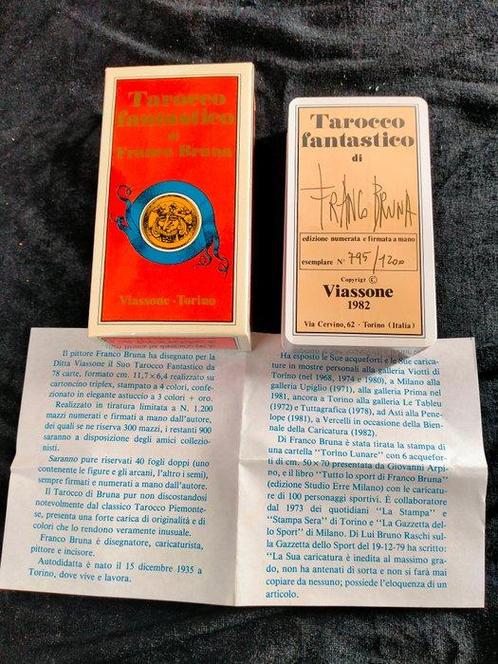 Tarocco
fantastico
di
Franco Bruna
Viassone - Torino
Tarocco
fantastico
di
FRANCO BRUNA
edizione numerata e firmata a mano
esemplare N° 795/1200
Copyrigt ©
Viassone
1982
Via Cervino, 62 - Torino (Italia)
Il pittore Franco Bruna ha disegnato per la
Ditta Viassone il Suo Tarocco Fantastico da
78 carte, formato cm. 11,7×6,4 realizzato su
cartoncino triplex, stampato a 4 colori, confe-
zionato in elegante astuccio a 3 colori + oro.
Realizzato in tiratura limitata a N. 1.200
mazzi numerati e firmati a mano dall'autore,
dei quali se ne riserva 300 mazzi, i restanti 900
saranno a disposizione degli amici collezio-
nisti.
Saranno pure riservati 40 fogli doppi (uno
contenente le figure e gli arcani, l'altro i semi),
sempre firmati e numerati a mano dall'autore.
Il Tarocco di Bruna pur non discostandosi
notevolmente dal classico Tarocco Piemonte-
se, presenta una forte carica di originalità e di
colori che lo rendono veramente inusuale.
Franco Bruna è disegnatore, caricaturista,
pittore e incisore.
Autodidatta è nato il 15 dicembre 1935 a
Torino, dove vive e lavora.
Ha esposto le Sue acqueforti e le Sue carica-
ture in mostre personali alla galleria Viotti di
Torino (nel 1968, 1974 e 1980), a Milano alla
galleria Upiglio (1971), alla galleria Prima nel
1981, ancora a Torino alla galleria Le Tableu
(1972) e Tuttagrafica (1978), ad Asti alla Pene-
lope (1981), a Vercelli in occasione della Bien-
nale della Caricatura (1982).
Di Franco Bruna è stata tirata la stampa di
una cartella "Torino Lunare" con 6 acquefor-
ti di cm. 50×70 presentata da Giovanni Arpi-
no, e il libro "Tutto lo sport di Franco Bruna"
(edizione Studio Erre Milano) con le caricatu-
re di 100 personaggi sportivi. È collaboratore
dal 1973 dei quotidiani "La Stampa" e
"Stampa Sera" di Torino e "La Gazzetta del-
lo Sport" di Milano. Di Lui Bruno Raschi sul-
la Gazzetta dello Sport del 19-12-79 ha scritto:
"La Sua caricatura è inedita al massimo gra-
do, non ha antenati di sorta e non si farà mai
copiare da nessuno; possiede l'eloquenza di un
articolo.